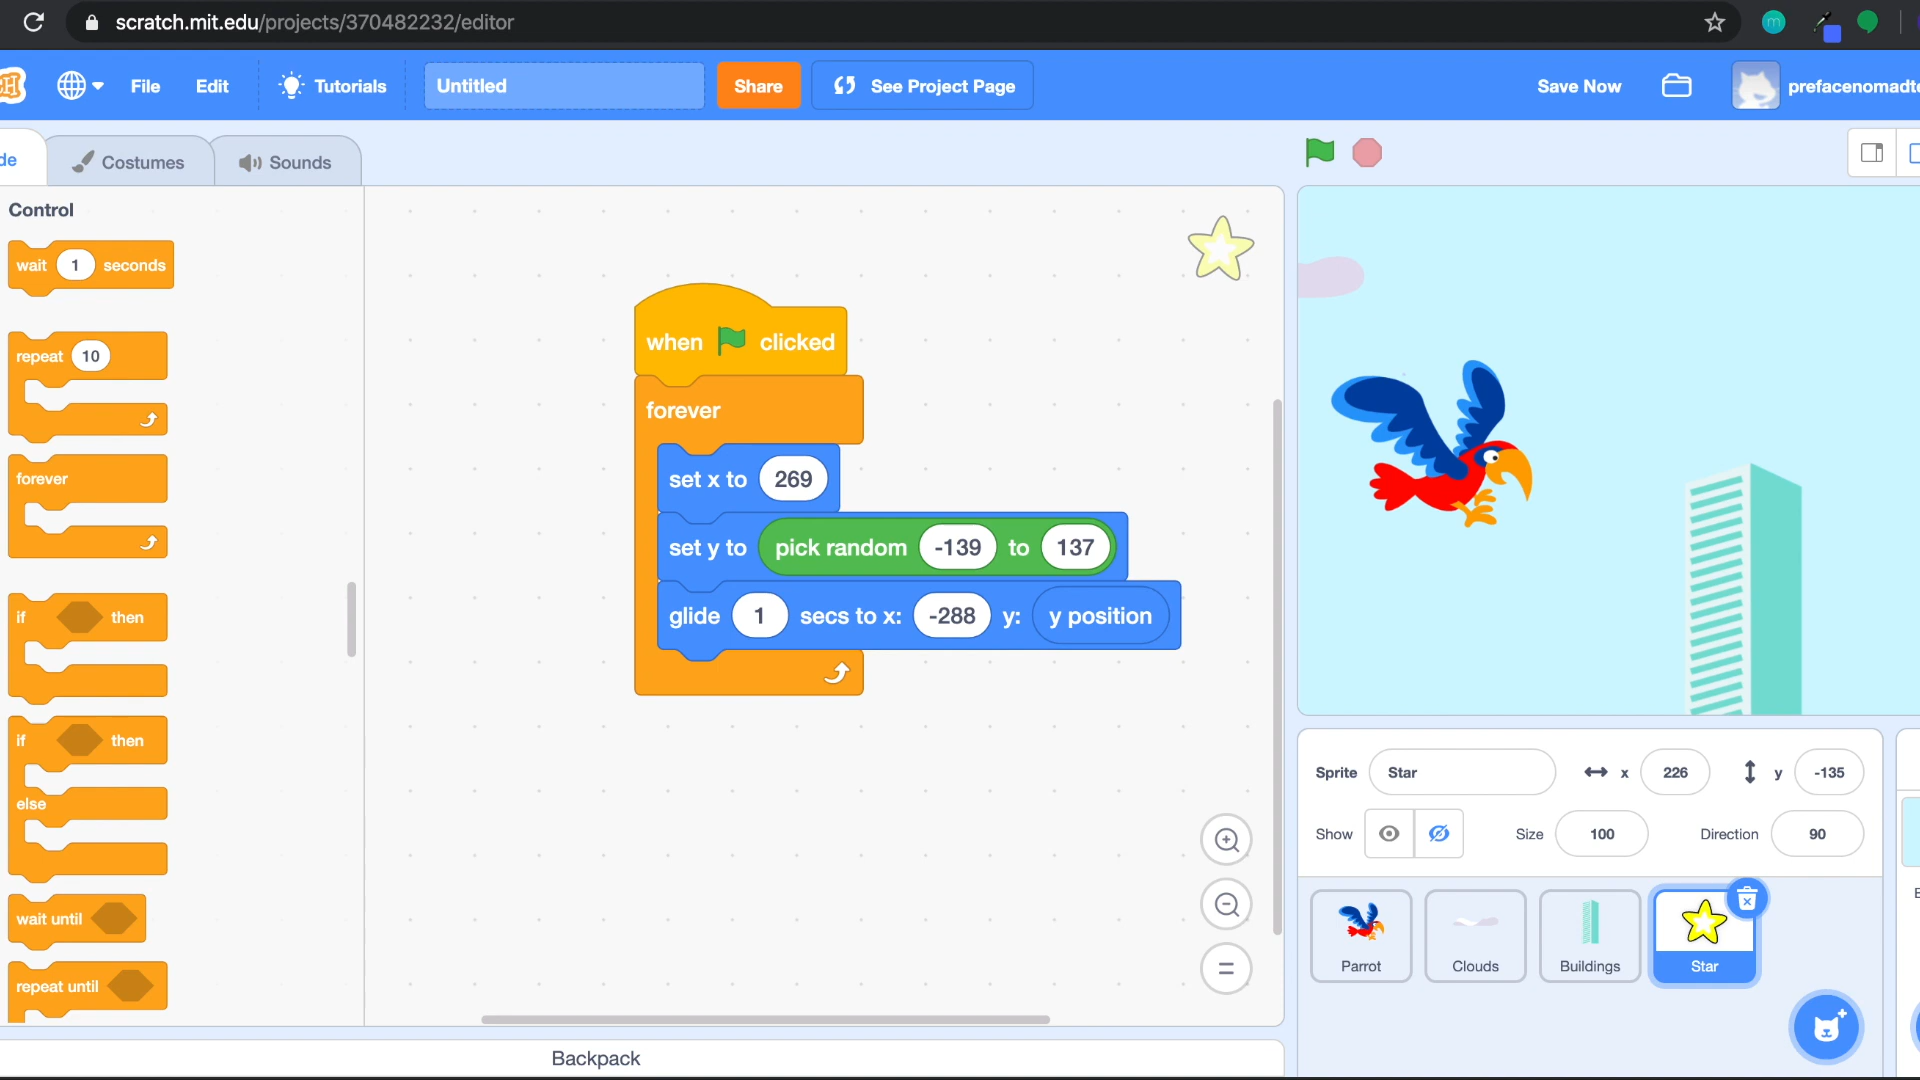 scratch.mit.edu/projects/370482232/editor
File Edit Tutorials Untitled Share See Project Page Save Now prefacenomadt
de Costumes Sounds
Control
wait 1 seconds
repeat 10
forever
if then
if then
else
wait until
repeat until
when clicked
forever
set x to 269
set y to pick random -139 to 137
glide 1 secs to x: -288 y: y position
Sprite Star x 226 y -135
Show Size 100 Direction 90
Parrot Clouds Buildings Star
Backpack